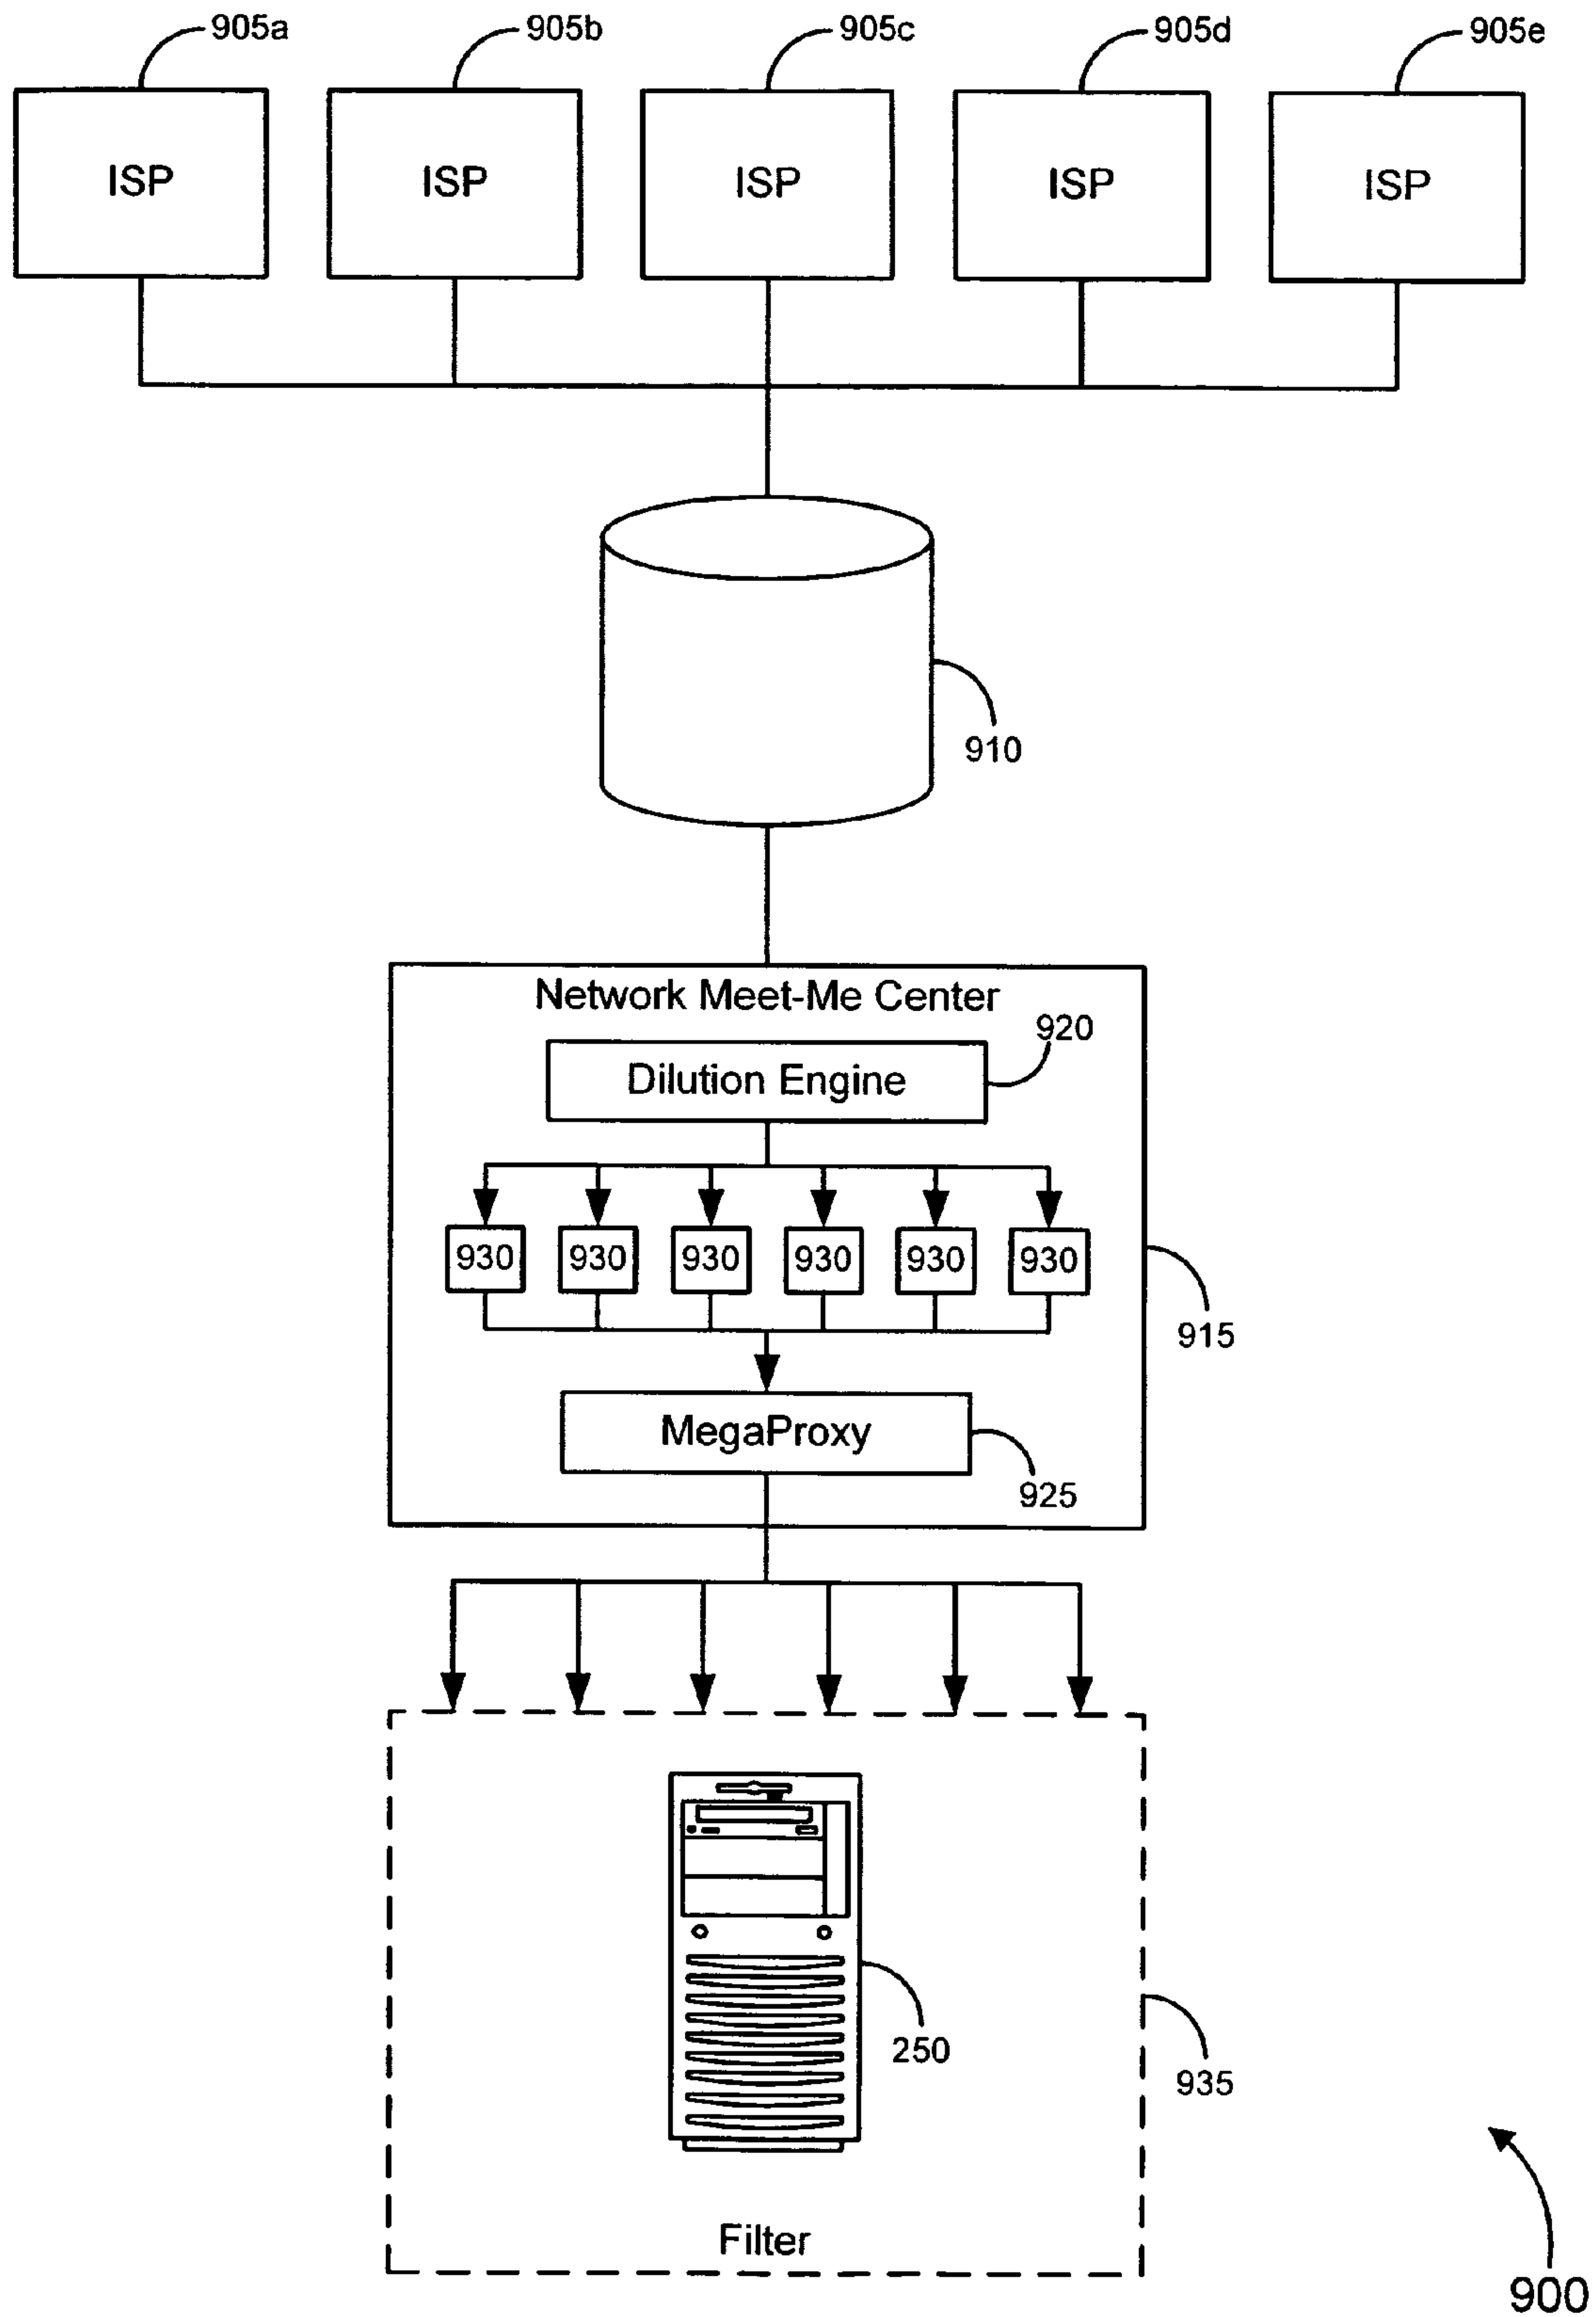 905a 905b 905c 905d 905e
ISP ISP ISP ISP ISP
910
Network Meet-Me Center
920
Dilution Engine
930 930 930 930 930 930
915
MegaProxy
925
250
935
Filter
900